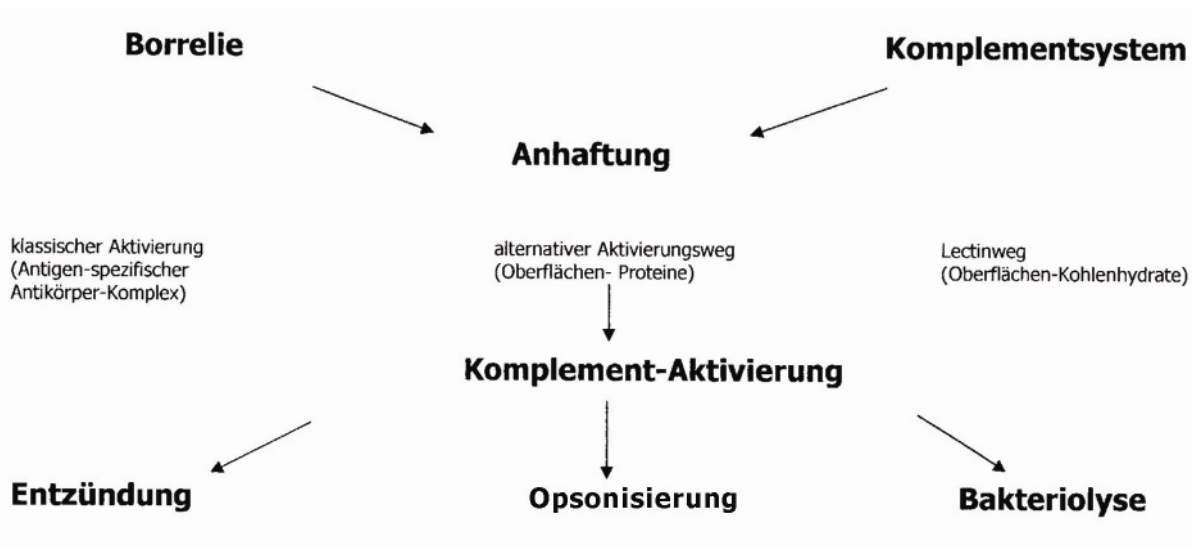 Borrelie
Komplementsystem
Anhaftung
klassischer Aktivierung
(Antigen-spezifischer
Antikörper-Komplex)
alternativer Aktivierungsweg
(Oberflächen- Proteine)
Lectinweg
(Oberflächen-Kohlenhydrate)
Komplement-Aktivierung
Entzündung
Opsonisierung
Bakteriolyse